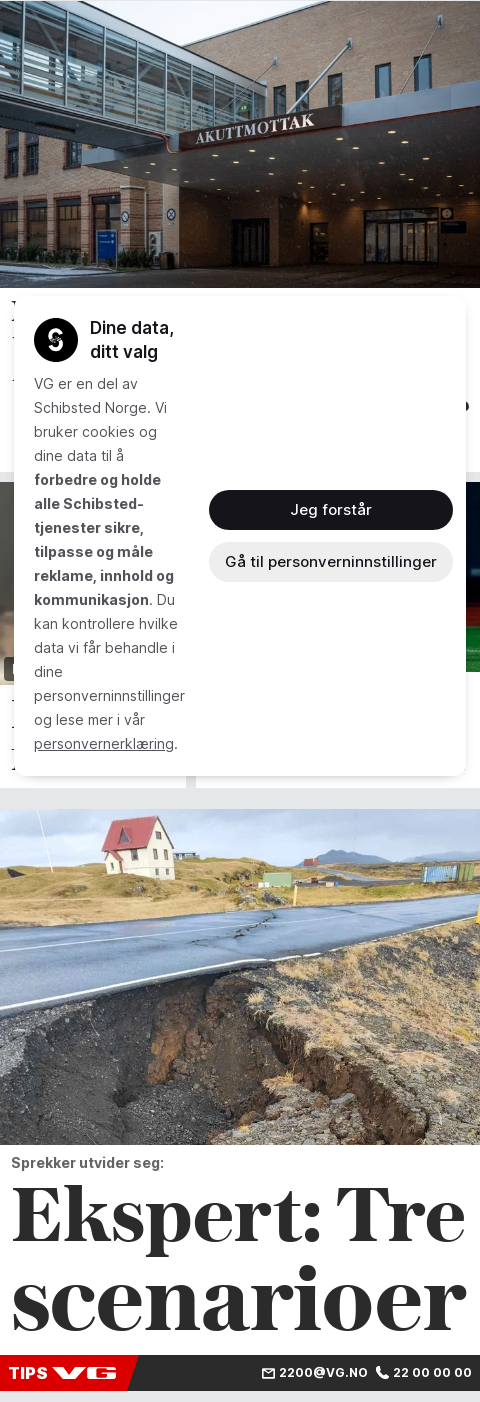 AKUTTMOTTAK
Dine data,
ditt valg
VG er en del av
Schibsted Norge. Vi
bruker cookies og
dine data til å
forbedre og holde
alle Schibsted-
tjenester sikre,
tilpasse og måle
reklame, innhold og
kommunikasjon. Du
kan kontrollere hvilke
data vi får behandle i
dine
personverninnstillinger
og lese mer i vår
personvernerklæring.
Jeg forstår
Gå til personverninnstillinger
Sprekker utvider seg:
Ekspert: Tre
scenarioer
TIPS VG 2200@VG.NO 22 00 00 00